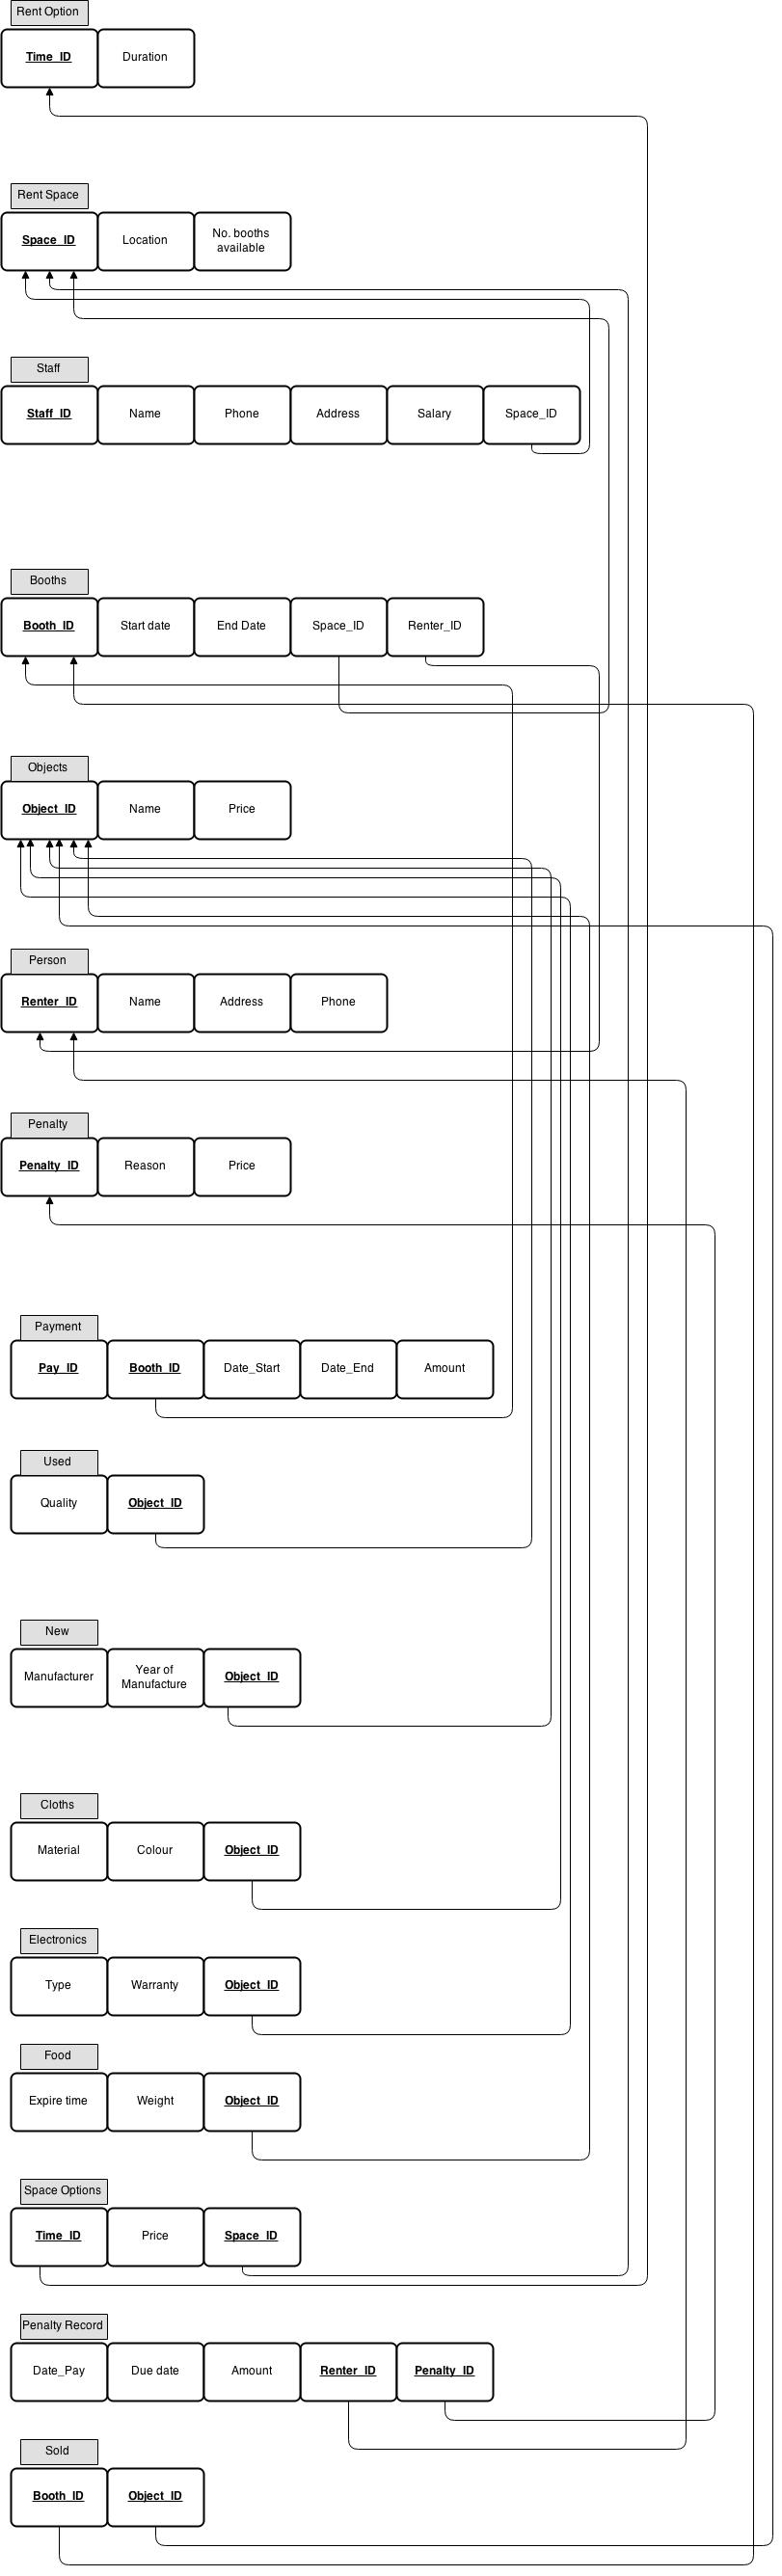 Rent Option
Time_ID Duration
Rent Space
Space_ID Location No. booths
available
Staff
Staff_ID Name Phone Address Salary Space_ID
Booths
Booth_ID Start date End Date Space_ID Renter_ID
Objects
Object_ID Name Price
Person
Renter_ID Name Address Phone
Penalty
Penalty_ID Reason Price
Payment
Pay_ID Booth_ID Date_Start Date_End Amount
Used
Quality Object_ID
New
Manufacturer Year of
Manufacture Object_ID
Cloths
Material Colour Object_ID
Electronics
Type Warranty Object_ID
Food
Expire time Weight Object_ID
Space Options
Time_ID Price Space_ID
Penalty Record
Date_Pay Due date Amount Renter_ID Penalty_ID
Sold
Booth_ID Object_ID